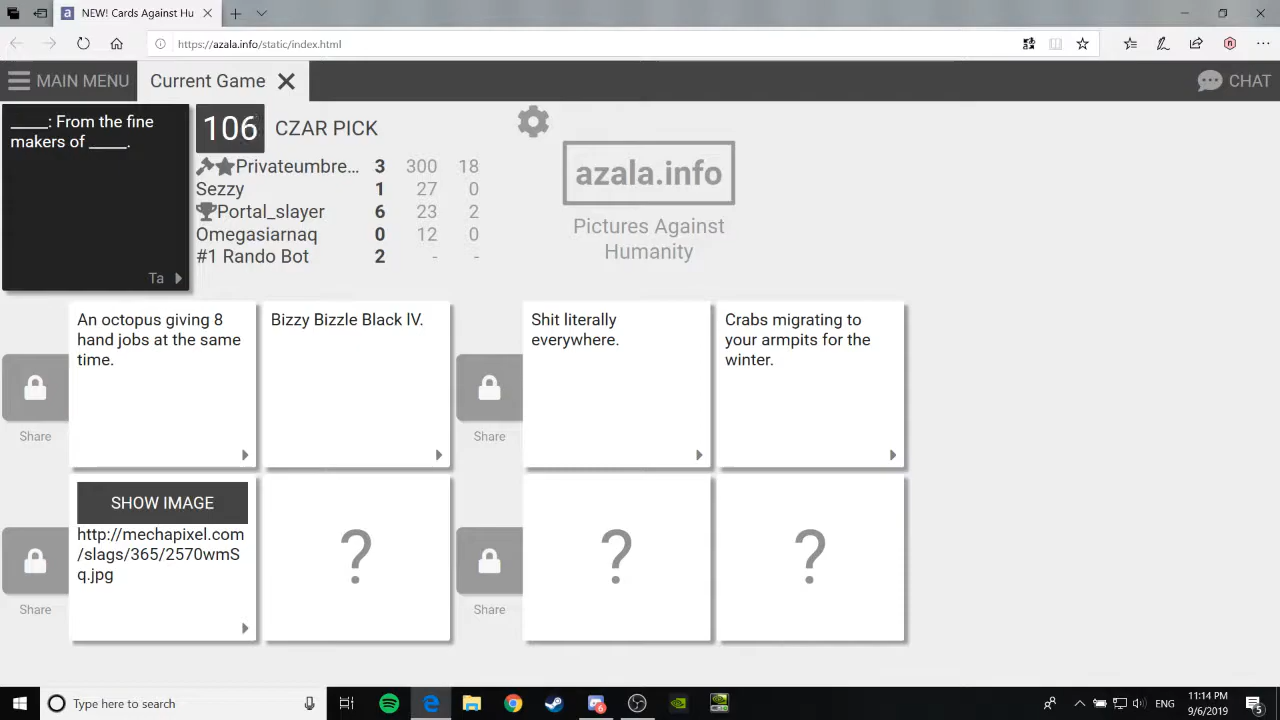 NEW! Cards Against Hu
https://azala.info/static/index.html
MAIN MENU
Current Game
CHAT
_____: From the fine
makers of _____.
Ta
106 CZAR PICK
Privateumbre... 3 300 18
Sezzy 1 27 0
Portal_slayer 6 23 2
Omegasiarnaq 0 12 0
#1 Rando Bot 2 - -
azala.info
Pictures Against
Humanity
Share
An octopus giving 8
hand jobs at the same
time.
Bizzy Bizzle Black IV.
Share
Shit literally
everywhere.
Crabs migrating to
your armpits for the
winter.
Share
SHOW IMAGE
http://mechapixel.com
/slags/365/2570wmS
q.jpg
?
Share
?
?
Type here to search
ENG
11:14 PM
9/6/2019
5